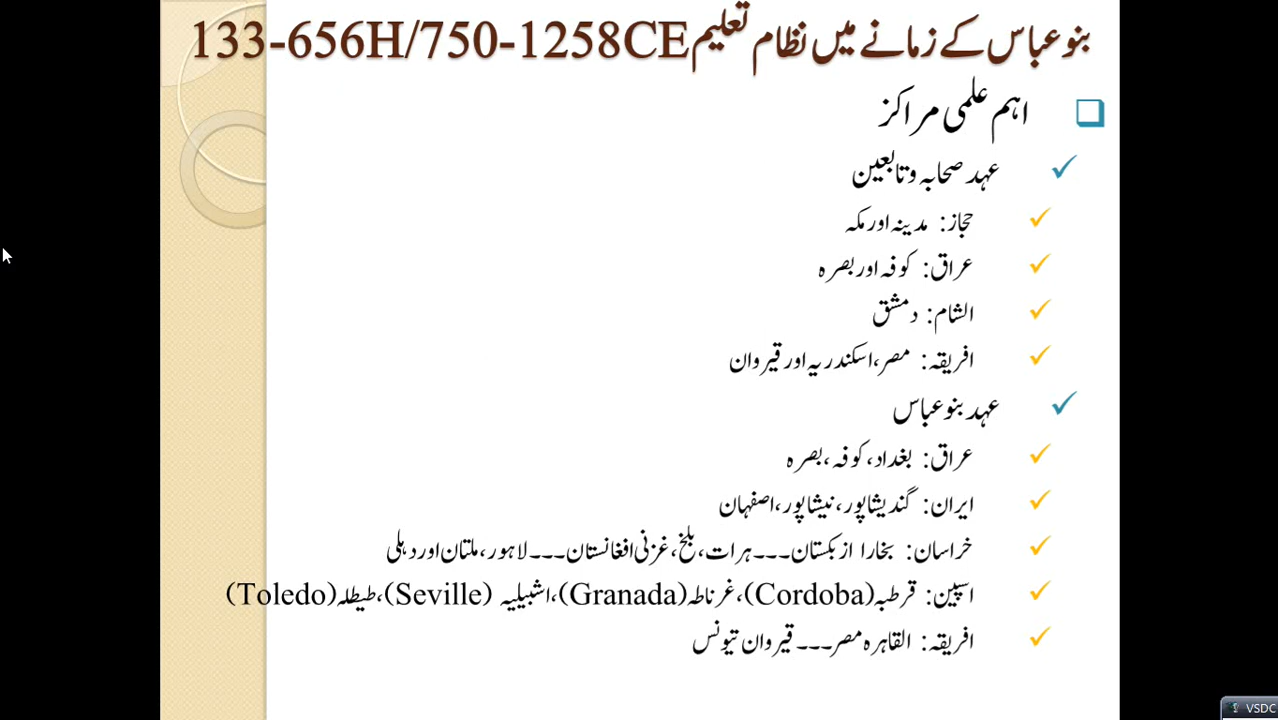 بنو عباس کے زمانے میں نظام تعلیم 133-656H/750-1258CE
اہم علمی مراکز
عہد صحابہ و تابعین
حجاز: مدینہ اور مکہ
عراق: کوفہ اور بصرہ
الشام: دمشق
افریقہ: مصر، اسکندریہ اور قیروان
عہد بنو عباس
عراق: بغداد، کوفہ، بصرہ
ایران: گندیشاپور، نیشاپور، اصفہان
خراسان: بخارا ازبکستان۔۔۔ہرات، بلخ، غزنی افغانستان۔۔۔لاہور، ملتان اور دہلی
اسپین: قرطبہ (Cordoba)، غرناطہ (Granada)، اشبیلیہ (Seville)، طیطلہ (Toledo)
افریقہ: القاہرہ مصر۔۔۔قیروان تیونس
VSDC